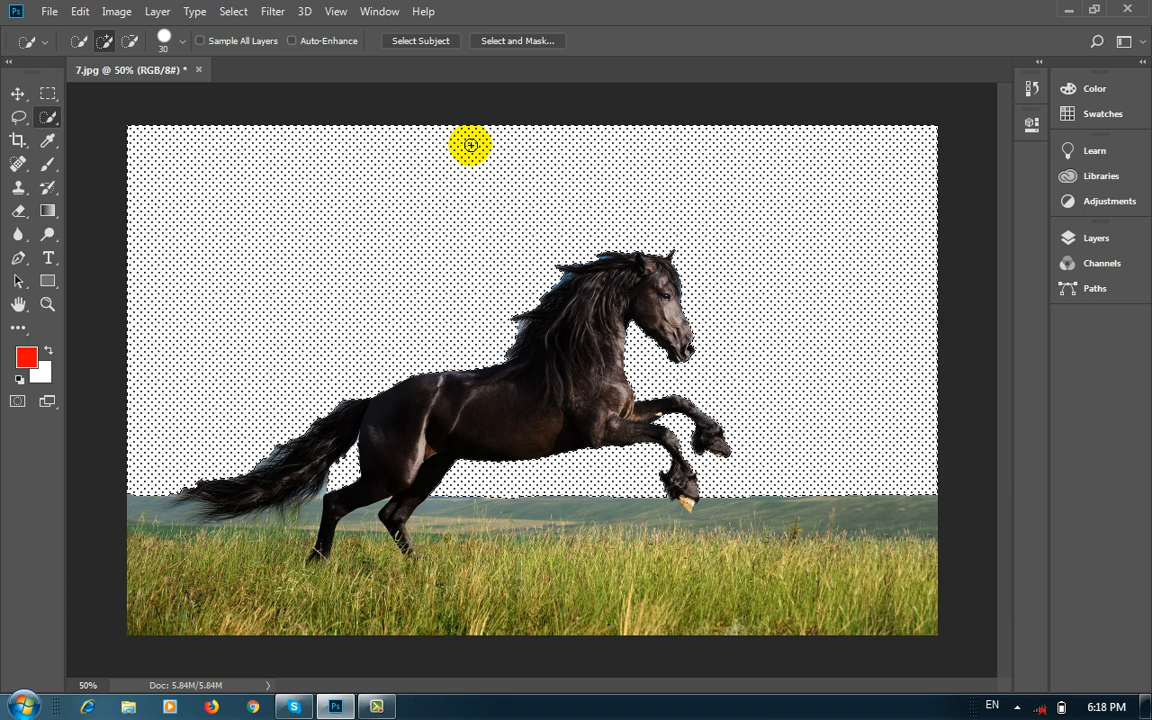 Ps File Edit Image Layer Type Select Filter 3D View Window Help
30 Sample All Layers Auto-Enhance Select Subject Select and Mask...
7.jpg @ 50% (RGB/8#) *
Color
Swatches
Learn
Libraries
Adjustments
Layers
Channels
Paths
50% Doc: 5.84M/5.84M
Ps EN 6:18 PM